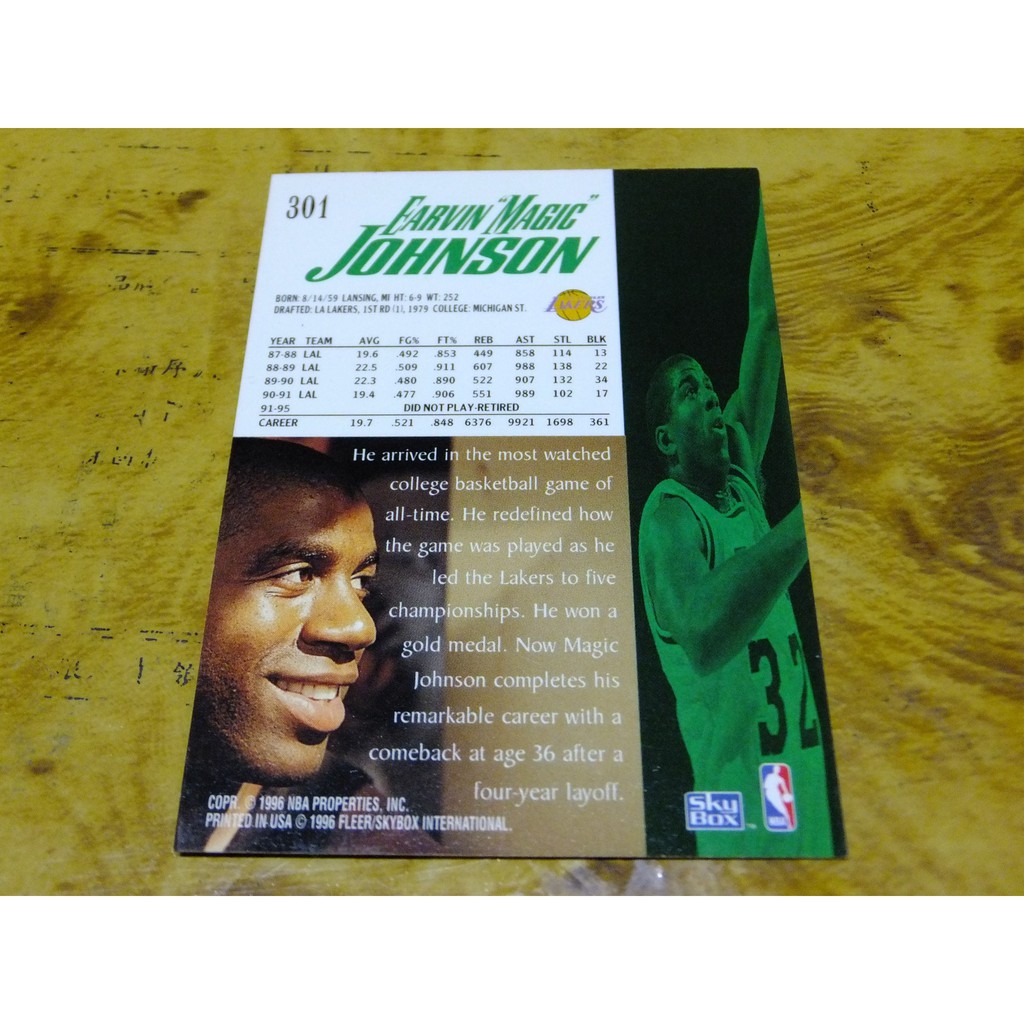 301
EARVIN "MAGIC"
JOHNSON
BORN: 8/14/59 LANSING, MI HT: 6-9 WT: 252
DRAFTED: LA LAKERS, 1ST RD (1), 1979 COLLEGE: MICHIGAN ST.
LAKERS
YEAR TEAM AVG FG% FT% REB AST STL BLK
87-88 LAL 19.6 .492 .853 449 858 114 13
88-89 LAL 22.5 .509 .911 607 988 138 22
89-90 LAL 22.3 .480 .890 522 907 132 34
90-91 LAL 19.4 .477 .906 551 989 102 17
91-95 DID NOT PLAY-RETIRED
CAREER 19.7 .521 .848 6376 9921 1698 361
He arrived in the most watched
college basketball game of
all-time. He redefined how
the game was played as he
led the Lakers to five
championships. He won a
gold medal. Now Magic
Johnson completes his
remarkable career with a
comeback at age 36 after a
four-year layoff.
32
COPR. © 1996 NBA PROPERTIES, INC.
PRINTED IN USA © 1996 FLEER/SKYBOX INTERNATIONAL.
SKY
BOX ™
NBA